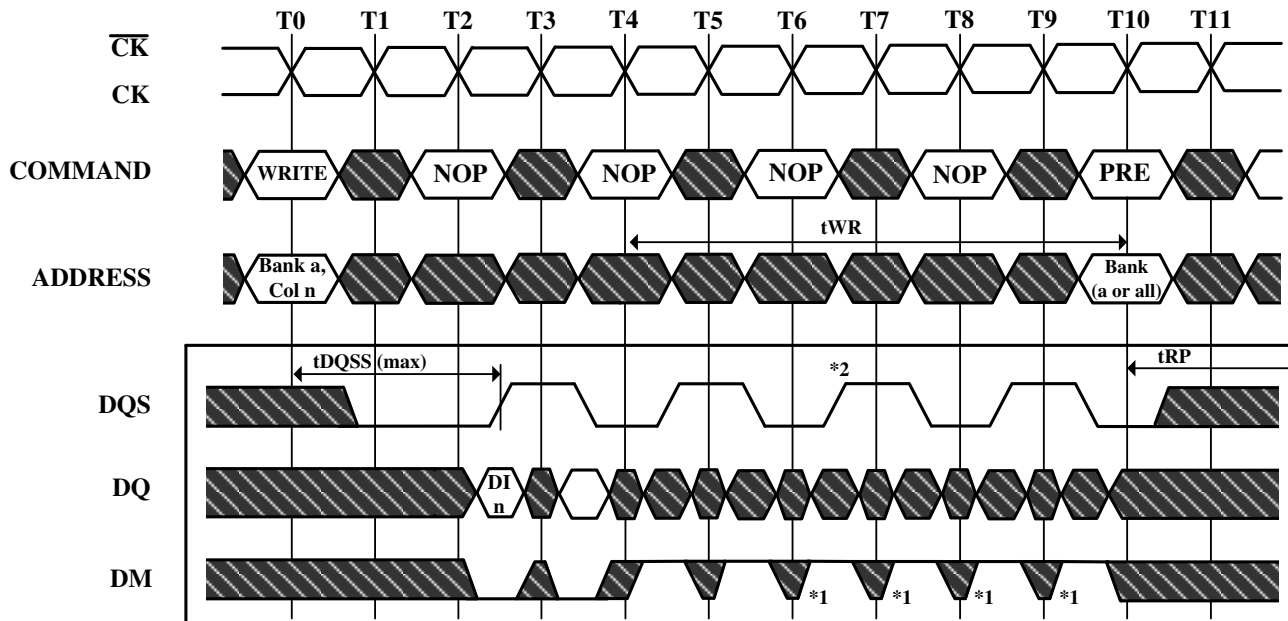 T0 T1 T2 T3 T4 T5 T6 T7 T8 T9 T10 T11
CK
CK
COMMAND WRITE NOP NOP NOP NOP PRE
tWR
ADDRESS Bank a, Col n Bank (a or all)
tDQSS (max) *2 tRP
DQS
DQ DI n
DM *1 *1 *1 *1